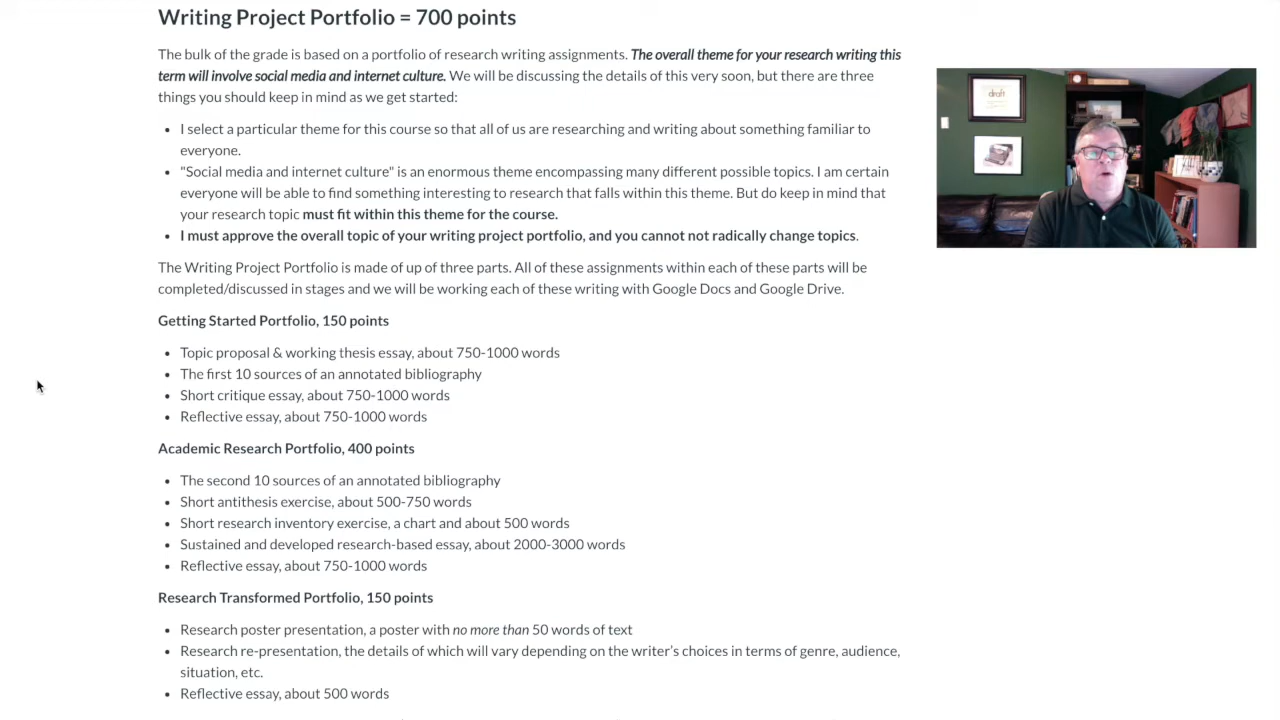 Writing Project Portfolio = 700 points
The bulk of the grade is based on a portfolio of research writing assignments. The overall theme for your research writing this
term will involve social media and internet culture. We will be discussing the details of this very soon, but there are three
things you should keep in mind as we get started:
• I select a particular theme for this course so that all of us are researching and writing about something familiar to
everyone.
• "Social media and internet culture" is an enormous theme encompassing many different possible topics. I am certain
everyone will be able to find something interesting to research that falls within this theme. But do keep in mind that
your research topic must fit within this theme for the course.
• I must approve the overall topic of your writing project portfolio, and you cannot not radically change topics.
The Writing Project Portfolio is made of up of three parts. All of these assignments within each of these parts will be
completed/discussed in stages and we will be working each of these writing with Google Docs and Google Drive.
Getting Started Portfolio, 150 points
• Topic proposal & working thesis essay, about 750-1000 words
• The first 10 sources of an annotated bibliography
• Short critique essay, about 750-1000 words
• Reflective essay, about 750-1000 words
Academic Research Portfolio, 400 points
• The second 10 sources of an annotated bibliography
• Short antithesis exercise, about 500-750 words
• Short research inventory exercise, a chart and about 500 words
• Sustained and developed research-based essay, about 2000-3000 words
• Reflective essay, about 750-1000 words
Research Transformed Portfolio, 150 points
• Research poster presentation, a poster with no more than 50 words of text
• Research re-presentation, the details of which will vary depending on the writer's choices in terms of genre, audience,
situation, etc.
• Reflective essay, about 500 words
draft